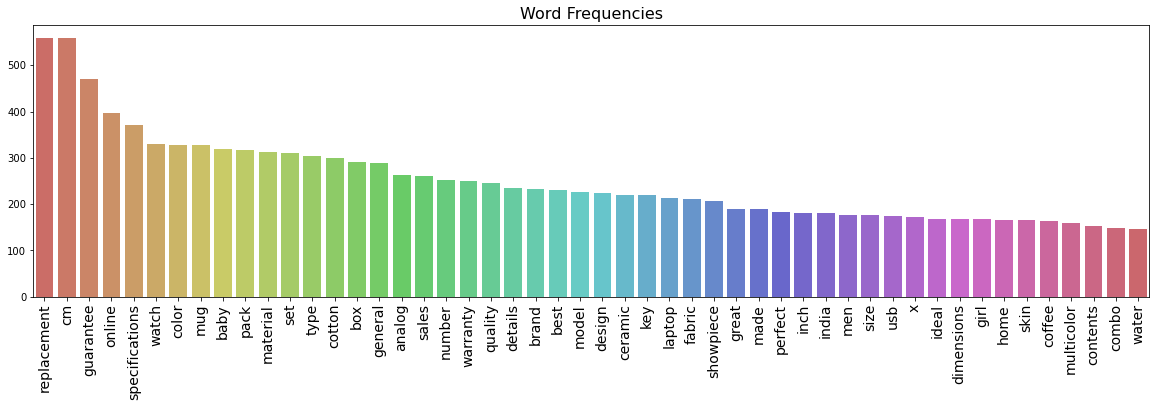 Word Frequencies
500
400
300
200
100
0
replacement
cm
guarantee
online
specifications
watch
color
mug
baby
pack
material
set
type
cotton
box
general
analog
sales
number
warranty
quality
details
brand
best
model
design
ceramic
key
laptop
fabric
showpiece
great
made
perfect
inch
india
men
size
usb
x
ideal
dimensions
girl
home
skin
coffee
multicolor
contents
combo
water